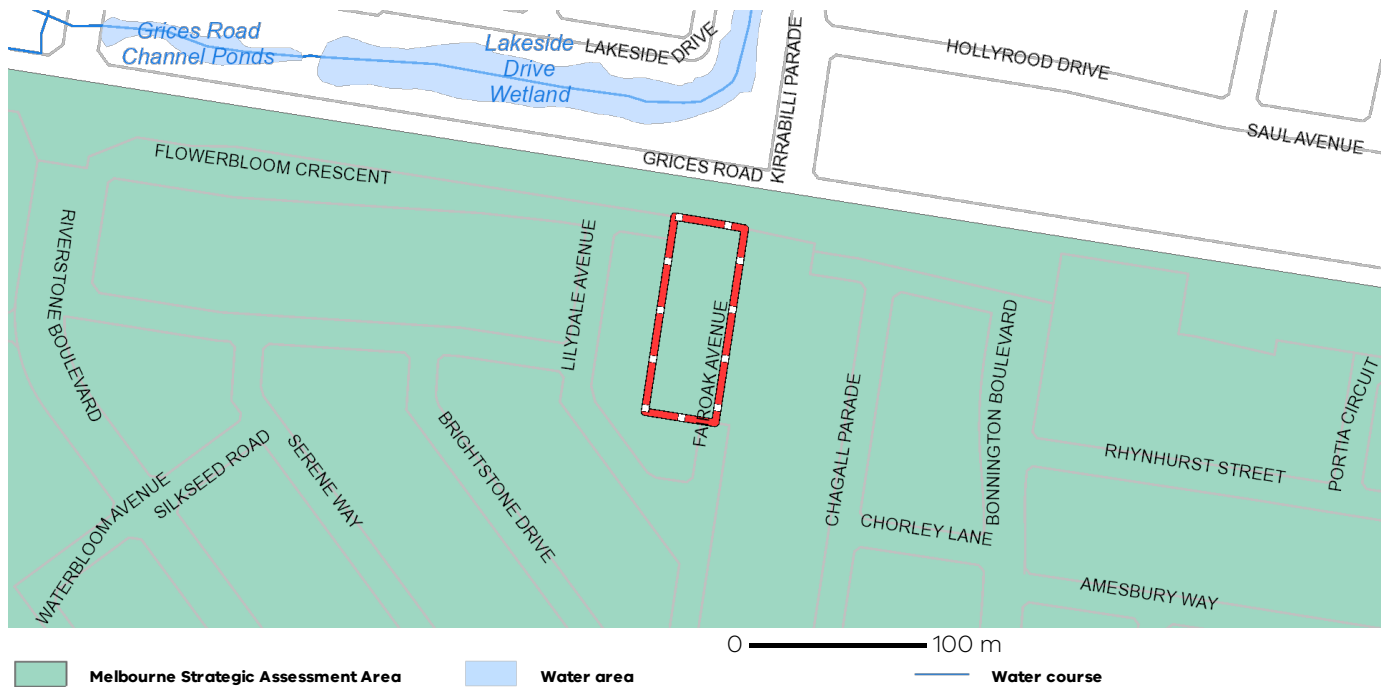 Grices Road
Channel Ponds
Lakeside
Drive
Wetland
LAKESIDE DRIVE
KIRRABILLI PARADE
HOLLYROOD DRIVE
SAUL AVENUE
GRICES ROAD
FLOWERBLOOM CRESCENT
RIVERSTONE BOULEVARD
LILYDALE AVENUE
FAIROAK AVENUE
BONNINGTON BOULEVARD
CHAGALL PARADE
PORTIA CIRCUIT
RHYNHURST STREET
SILKSEED ROAD
SERENE WAY
BRIGHTSTONE DRIVE
WATERBLOOM AVENUE
CHORLEY LANE
AMESBURY WAY
0 100 m
Melbourne Strategic Assessment Area
Water area
Water course